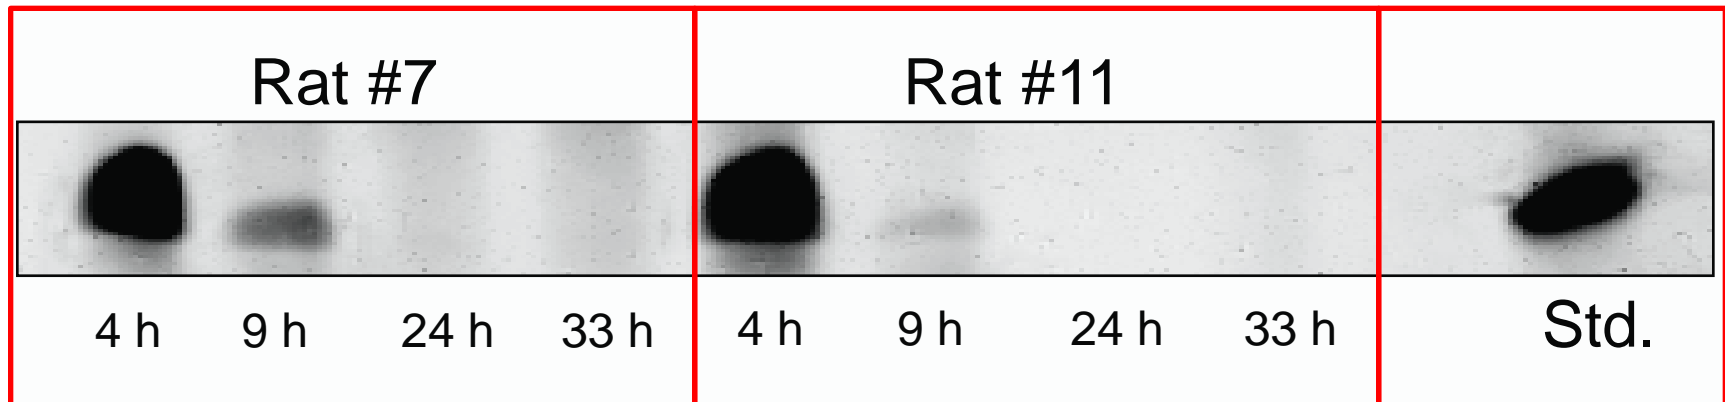 Rat #7 Rat #11
4 h 9 h 24 h 33 h 4 h 9 h 24 h 33 h Std.